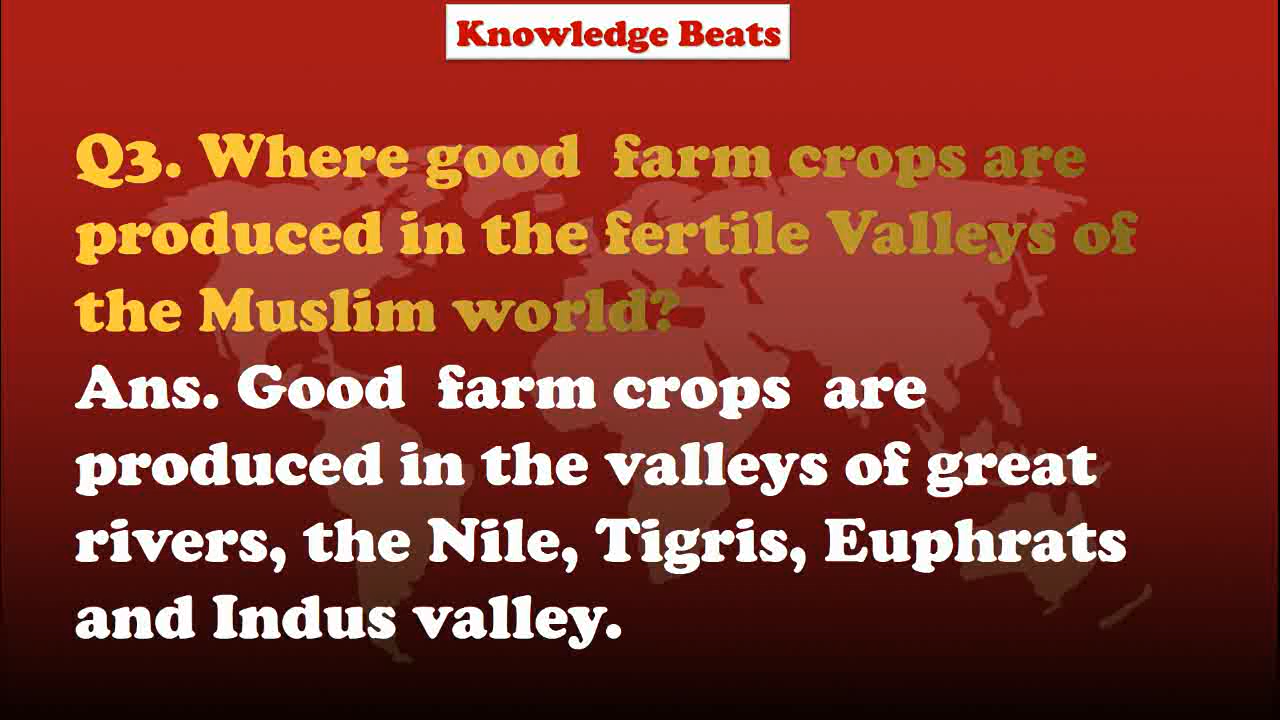 Knowledge Beats
Q3. Where good farm crops are
produced in the fertile Valleys of
the Muslim world?
Ans. Good farm crops are
produced in the valleys of great
rivers, the Nile, Tigris, Euphrats
and Indus valley.